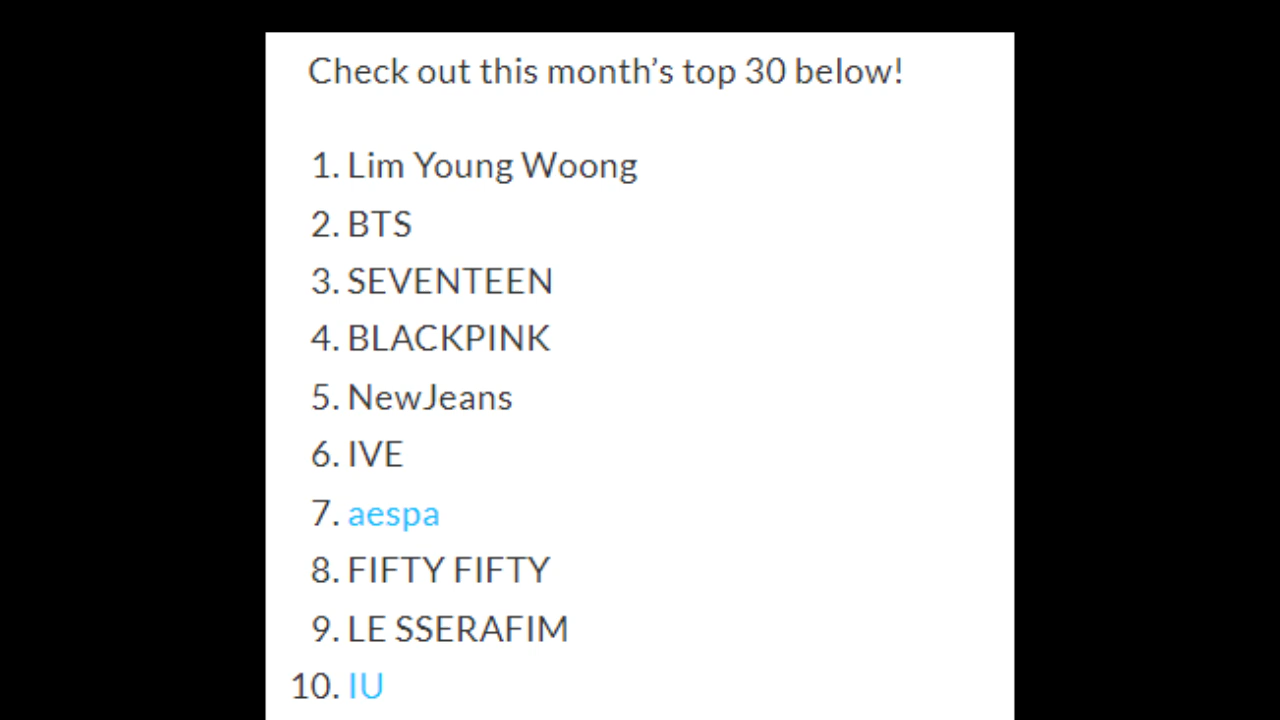 Check out this month’s top 30 below!
1. Lim Young Woong
2. BTS
3. SEVENTEEN
4. BLACKPINK
5. NewJeans
6. IVE
7. aespa
8. FIFTY FIFTY
9. LE SSERAFIM
10. IU